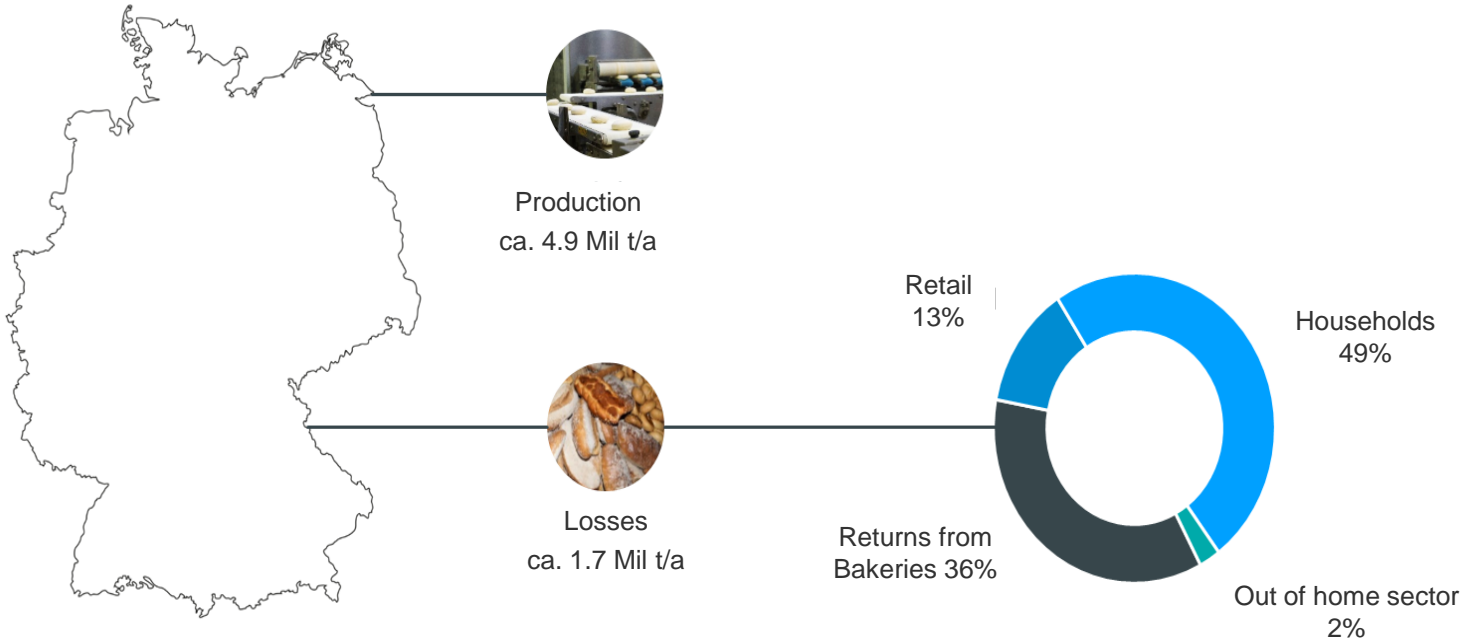 Production
ca. 4.9 Mil t/a
Losses
ca. 1.7 Mil t/a
Retail
13%
Households
49%
Returns from
Bakeries 36%
Out of home sector
2%